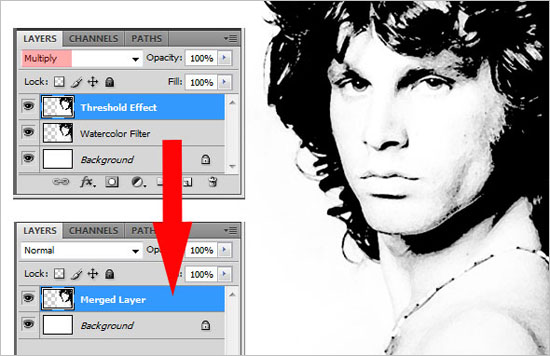 LAYERS CHANNELS PATHS
Multiply Opacity: 100%
Lock: Fill: 100%
Threshold Effect
Watercolor Filter
Background
fx.
LAYERS CHANNELS PATHS
Normal 100%
Lock: 100%
Merged Layer
Background